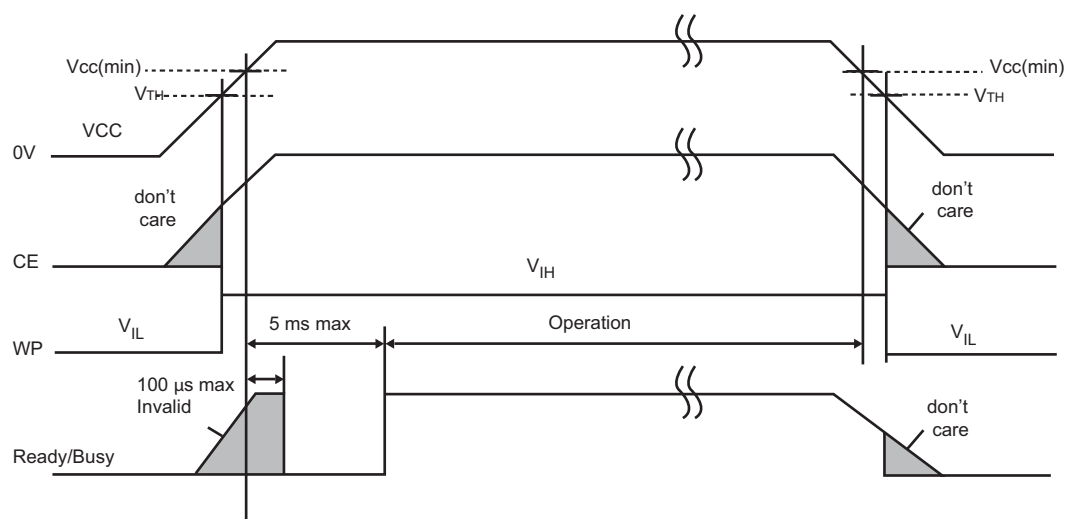 Vcc(min)
Vcc(min)
VTH
VTH
VCC
0V
don't
care
don't
care
CE
VIH
VIL
5 ms max
Operation
VIL
WP
100 µs max
Invalid
don't
care
Ready/Busy